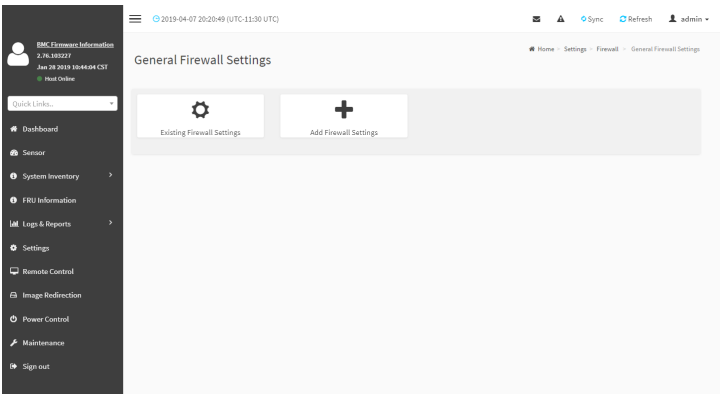 2019-04-07 20:20:49 (UTC-11:30 UTC)
Sync
Refresh
admin
BMC Firmware Information
2.76.103227
Jan 28 2019 10:44:04 CST
Host Online
Quick Links..
Dashboard
Sensor
System Inventory
FRU Information
Logs & Reports
Settings
Remote Control
Image Redirection
Power Control
Maintenance
Sign out
General Firewall Settings
Home - Settings - Firewall > General Firewall Settings
Existing Firewall Settings
Add Firewall Settings